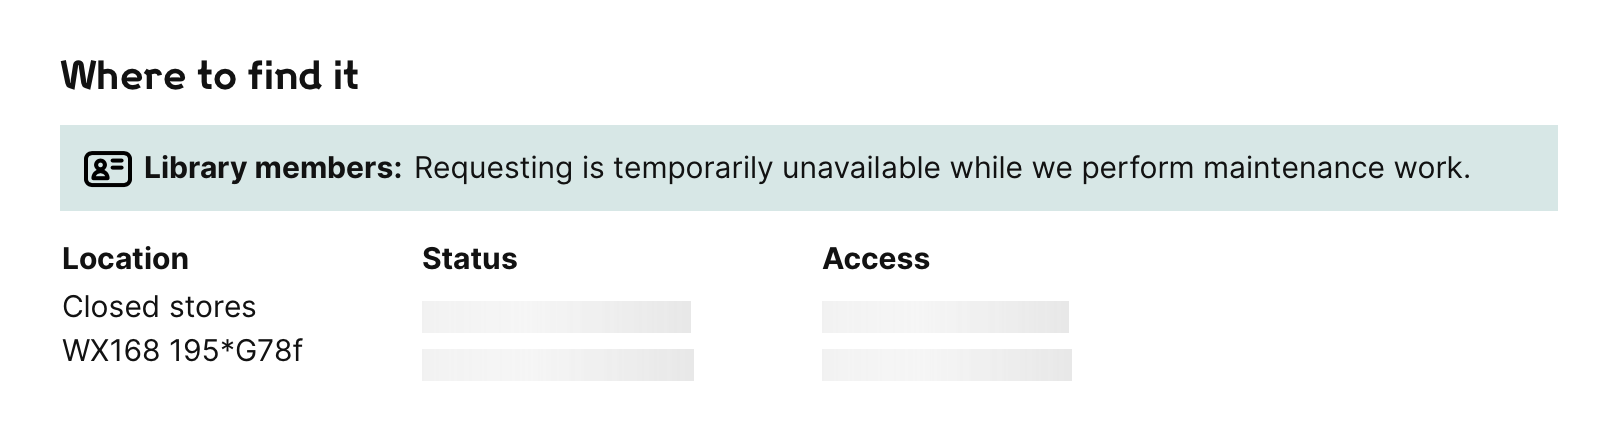 Where to find it
Library members: Requesting is temporarily unavailable while we perform maintenance work.
Location Status Access
Closed stores
WX168 195*G78f